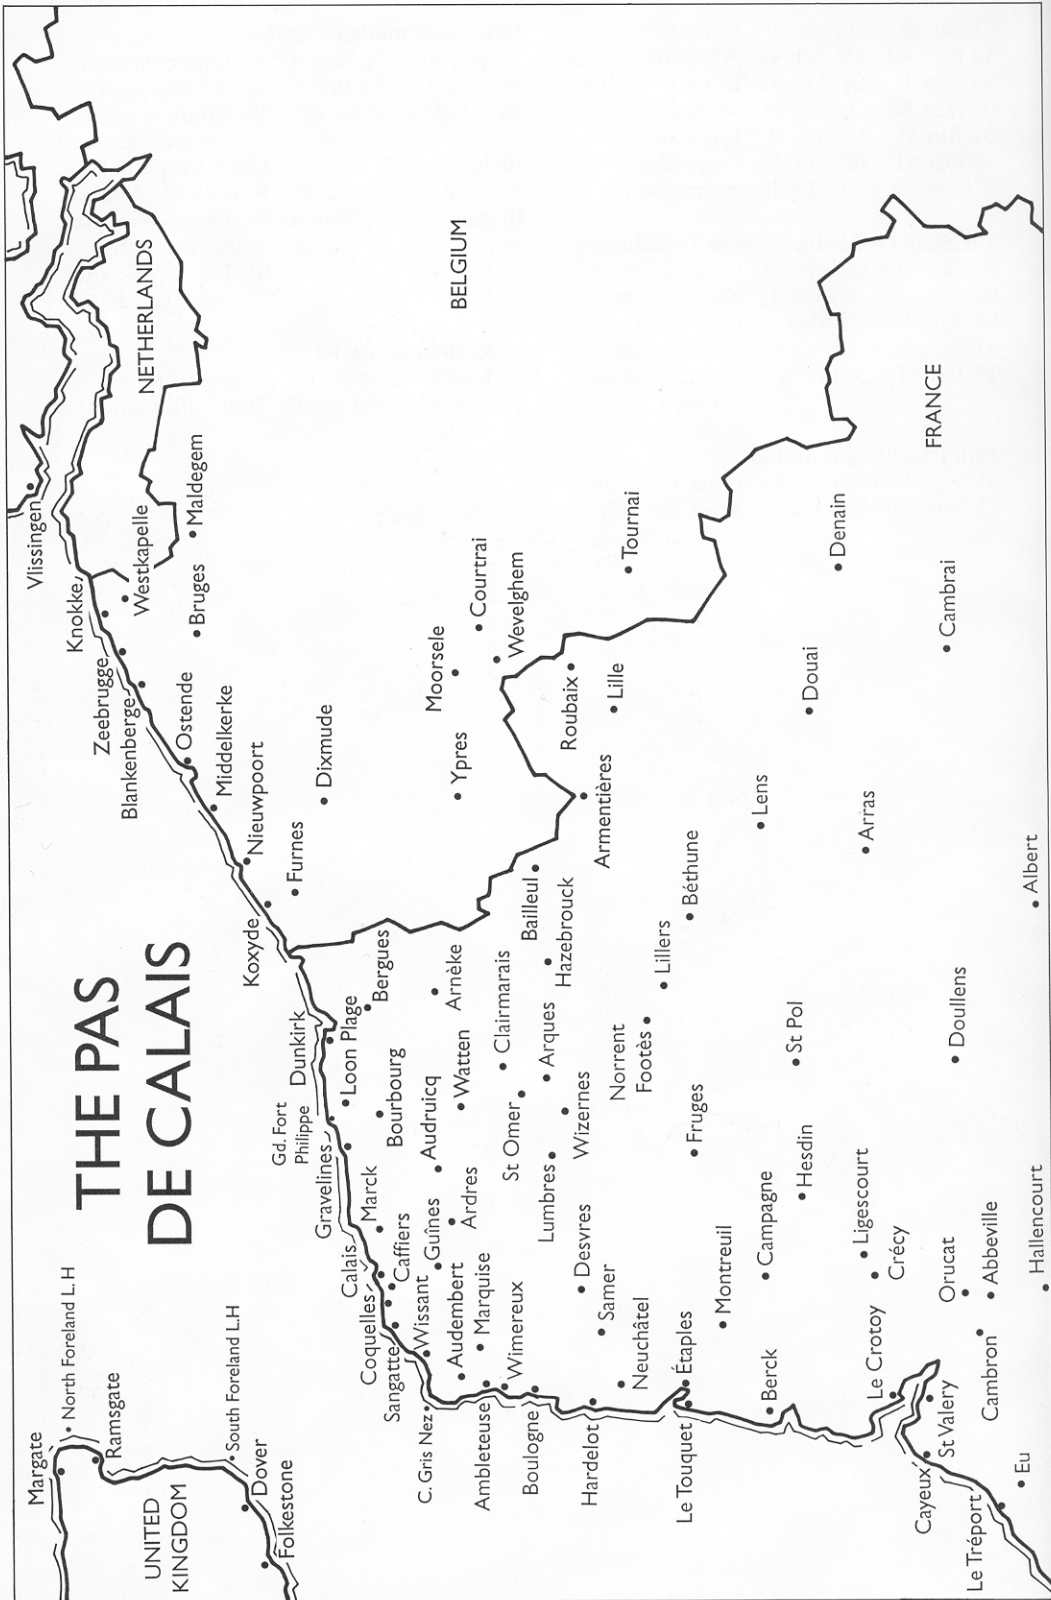 THE PAS
DE CALAIS
Margate
North Foreland L.H
Ramsgate
UNITED
KINGDOM
South Foreland L.H
Dover
Folkestone
Vlissingen
NETHERLANDS
BELGIUM
FRANCE
Knokke
Westkapelle
Maldegem
Zeebrugge
Bruges
Blankenberge
Ostende
Middelkerke
Nieuwpoort
Dixmude
Furnes
Koxyde
Moorsele
Courtrai
Wevelghem
Ypres
Tournai
Roubaix
Lille
Armentières
Bailleul
Hazebrouck
Denain
Cambrai
Douai
Lens
Arras
Albert
Béthune
Lillers
Dunkirk
Bergues
Loon Plage
Gd. Fort
Philippe
Gravelines
Bourbourg
Arnèke
Watten
Clairmarais
Arques
Audruicq
St Omer
Wizernes
Lumbres
Norrent
Footès
St Pol
Doullens
Fruges
Hesdin
Marck
Calais
Coquelles
Sangatte
Caffiers
Guînes
Ardres
Wissant
Audembert
Marquise
Wimereux
C. Gris Nez
Ambleteuse
Boulogne
Desvres
Samer
Neuchâtel
Hardelot
Étaples
Le Touquet
Montreuil
Campagne
Berck
Ligescourt
Crécy
Le Crotoy
Orucat
Abbeville
Hallencourt
Cambron
St Valery
Cayeux
Le Tréport
Eu